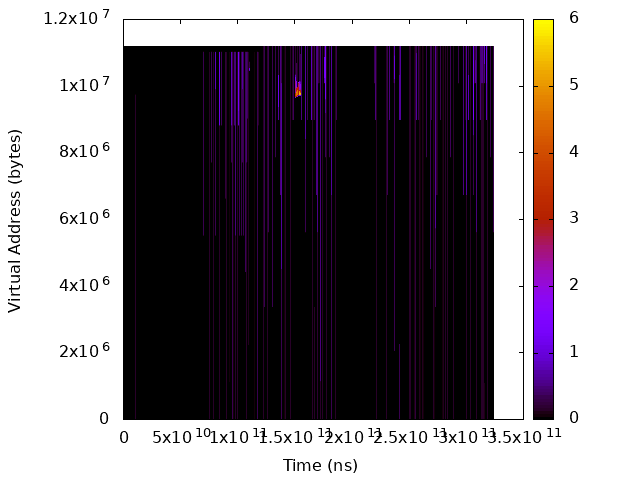 1.2x10 7
1x10 7
8x10 6
6x10 6
4x10 6
2x10 6
0
Virtual Address (bytes)
0 5x10 10 1x10 11 1.5x10 11 2x10 11 2.5x10 11 3x10 11 3.5x10 11
Time (ns)
6
5
4
3
2
1
0